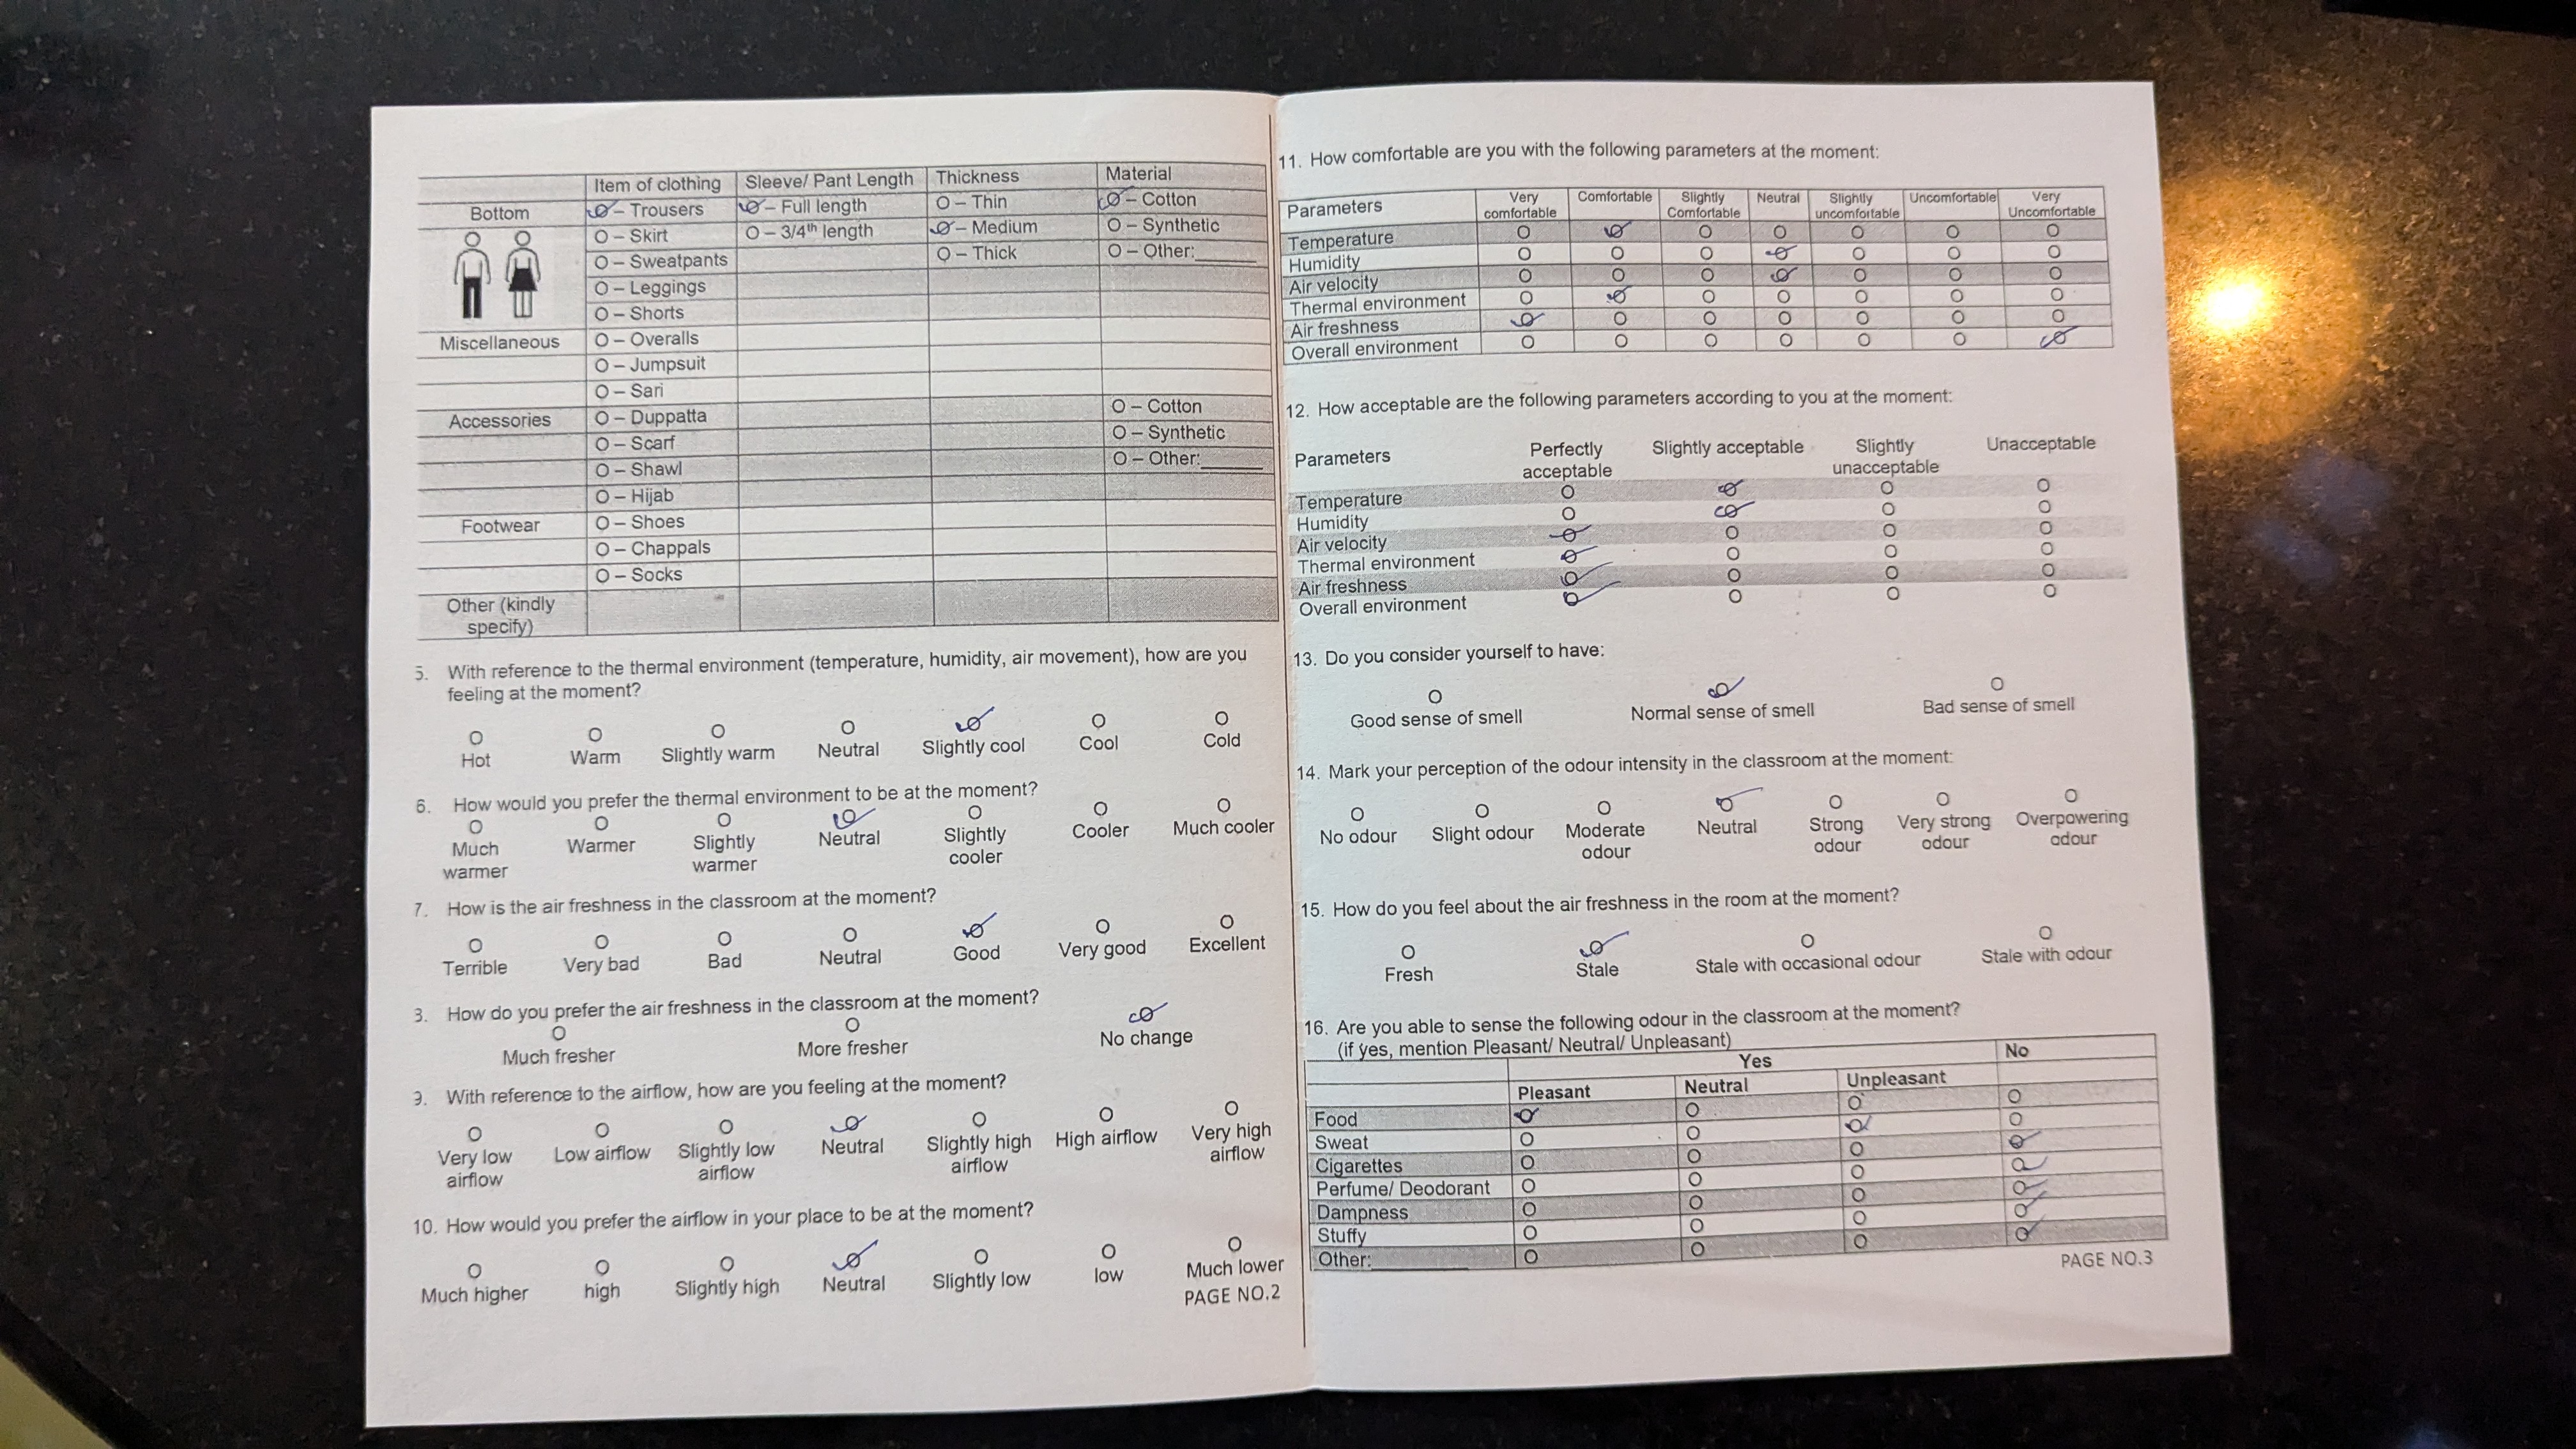 Item of clothing Sleeve/ Pant Length Thickness Material
Bottom O – Trousers O – Full length O – Thin O – Cotton
O – Skirt O – 3/4th length O – Medium O – Synthetic
O – Sweatpants O – Thick O – Other:______
O – Leggings
O – Shorts
Miscellaneous O – Overalls
O – Jumpsuit
O – Sari
Accessories O – Duppatta O – Cotton
O – Scarf O – Synthetic
O – Shawl O – Other:______
O – Hijab
Footwear O – Shoes
O – Chappals
O – Socks
Other (kindly
specify)
5. With reference to the thermal environment (temperature, humidity, air movement), how are you
feeling at the moment?
Hot Warm Slightly warm Neutral Slightly cool Cool Cold
6. How would you prefer the thermal environment to be at the moment?
Much Warmer Slightly Neutral Slightly Cooler Much cooler
warmer warmer cooler
7. How is the air freshness in the classroom at the moment?
Terrible Very bad Bad Neutral Good Very good Excellent
8. How do you prefer the air freshness in the classroom at the moment?
Much fresher More fresher No change
9. With reference to the airflow, how are you feeling at the moment?
Very low Low airflow Slightly low Neutral Slightly high High airflow Very high
airflow airflow airflow airflow
10. How would you prefer the airflow in your place to be at the moment?
Much higher high Slightly high Neutral Slightly low low Much lower
PAGE NO.2
11. How comfortable are you with the following parameters at the moment:
Parameters Very Comfortable Slightly Neutral Slightly Uncomfortable Very
comfortable Comfortable uncomfortable Uncomfortable
Temperature
Humidity
Air velocity
Thermal environment
Air freshness
Overall environment
12. How acceptable are the following parameters according to you at the moment:
Parameters Perfectly Slightly acceptable Slightly Unacceptable
acceptable unacceptable
Temperature
Humidity
Air velocity
Thermal environment
Air freshness
Overall environment
13. Do you consider yourself to have:
Good sense of smell Normal sense of smell Bad sense of smell
14. Mark your perception of the odour intensity in the classroom at the moment:
No odour Slight odour Moderate Neutral Strong Very strong Overpowering
odour odour odour odour
15. How do you feel about the air freshness in the room at the moment?
Fresh Stale Stale with occasional odour Stale with odour
16. Are you able to sense the following odour in the classroom at the moment?
(if yes, mention Pleasant/ Neutral/ Unpleasant)
Yes No
Pleasant Neutral Unpleasant
Food
Sweat
Cigarettes
Perfume/ Deodorant
Dampness
Stuffy
Other:__________
PAGE NO.3